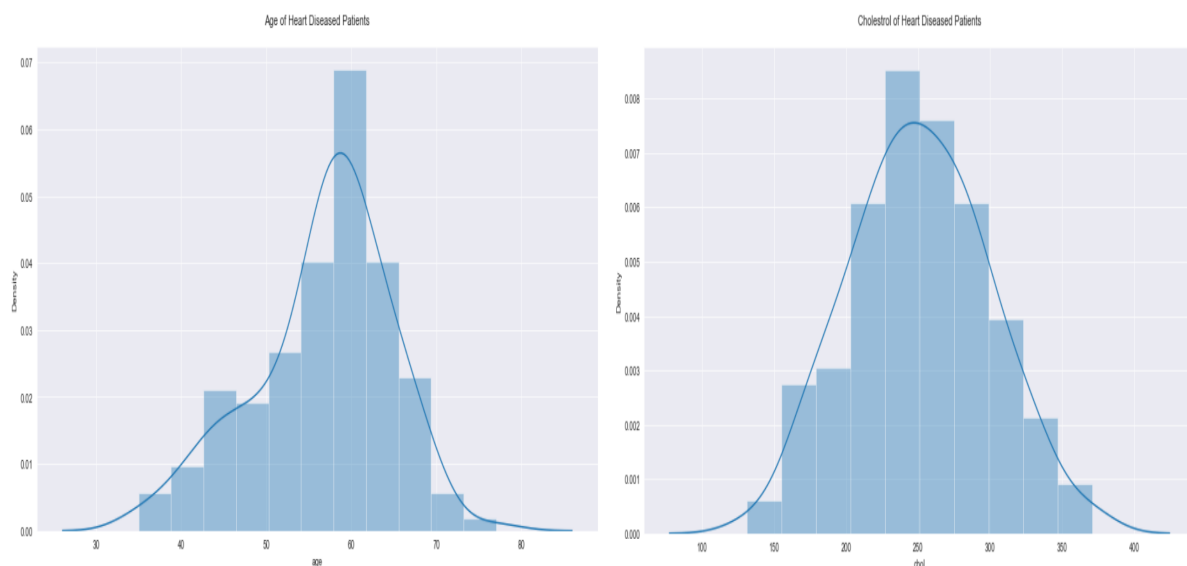 Age of Heart Diseased Patients
0.07
0.06
0.05
0.04
0.03
0.02
0.01
0.00
Density
30 40 50 60 70 80
age
Cholestrol of Heart Diseased Patients
0.008
0.007
0.006
0.005
0.004
0.003
0.002
0.001
0.000
Density
100 150 200 250 300 350 400
chol